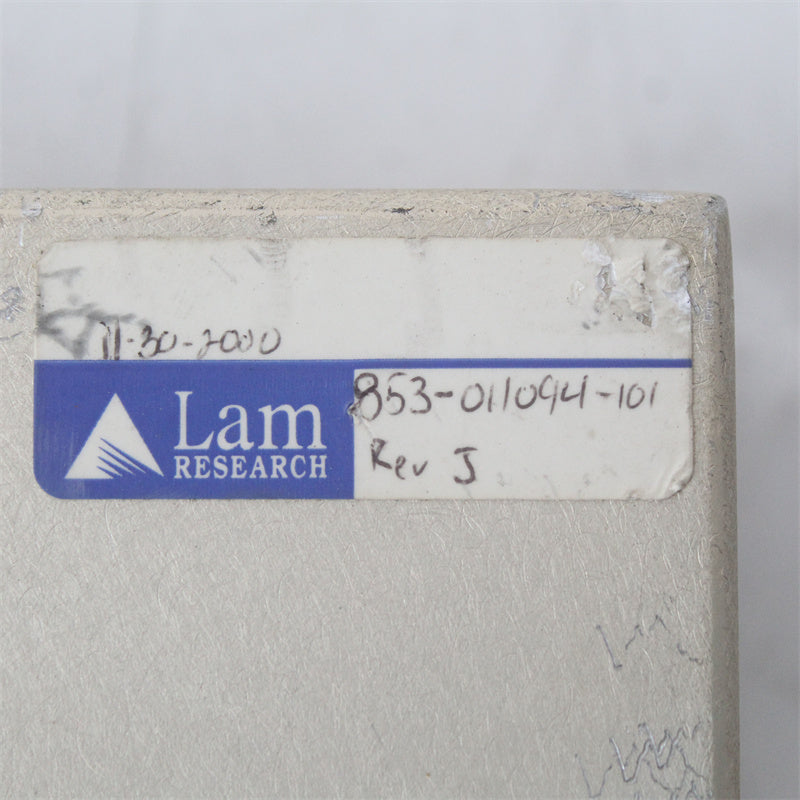 11-30-2000
Lam
RESEARCH
853-011094-101
Rev J